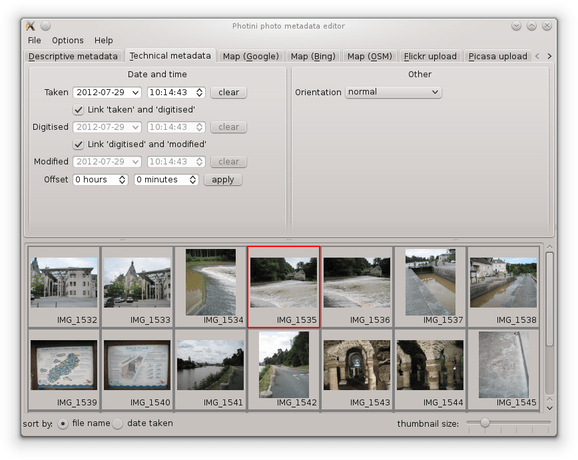 Photini photo metadata editor
File Options Help
Descriptive metadata Technical metadata Map (Google) Map (Bing) Map (OSM) Flickr upload Picasa upload
Date and time Other
Taken 2012-07-29 10:14:43 clear Orientation normal
Link 'taken' and 'digitised'
Digitised 2012-07-29 10:14:43 clear
Link 'digitised' and 'modified'
Modified 2012-07-29 10:14:43 clear
Offset 0 hours 0 minutes apply
IMG_1532 IMG_1533 IMG_1534 IMG_1535 IMG_1536 IMG_1537 IMG_1538
IMG_1539 IMG_1540 IMG_1541 IMG_1542 IMG_1543 IMG_1544 IMG_1545
sort by: file name date taken thumbnail size: